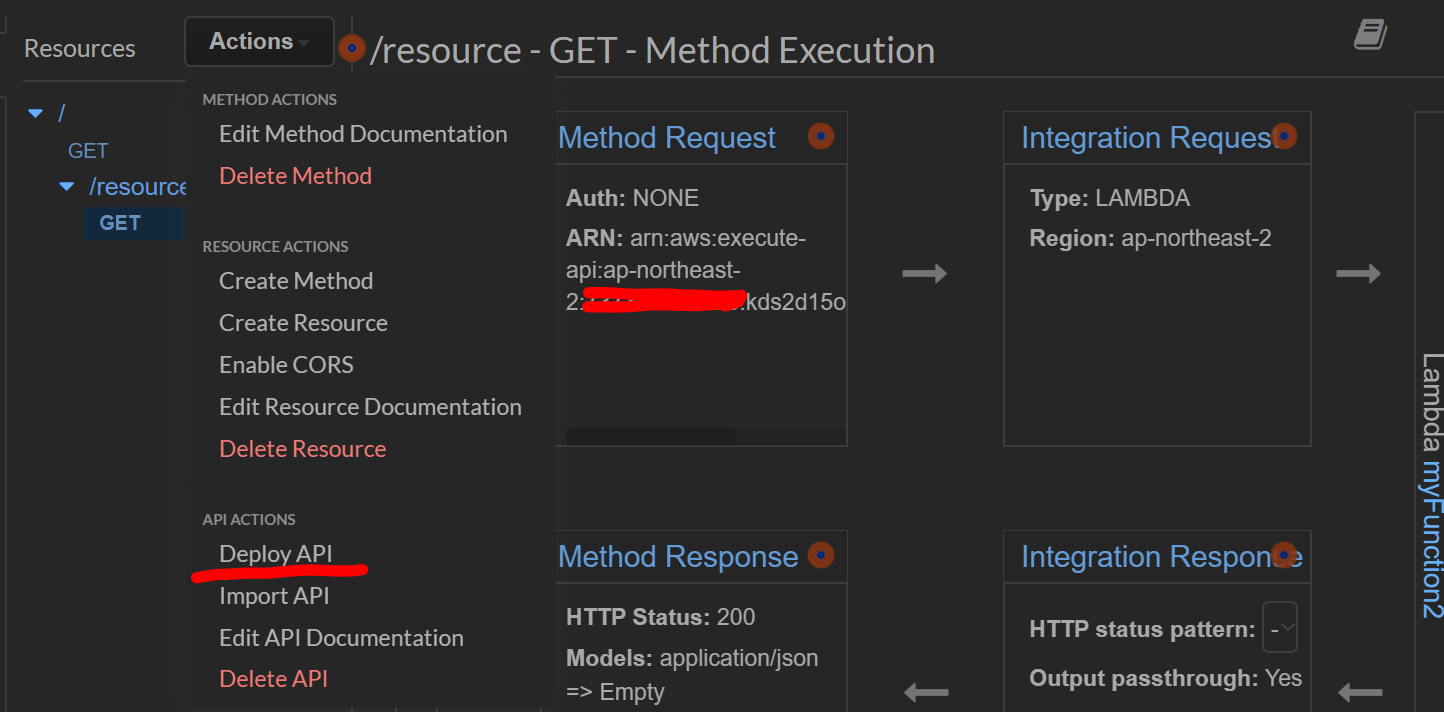 Resources
Actions
/resource - GET - Method Execution
/
GET
/resource
GET
METHOD ACTIONS
Edit Method Documentation
Delete Method
RESOURCE ACTIONS
Create Method
Create Resource
Enable CORS
Edit Resource Documentation
Delete Resource
API ACTIONS
Deploy API
Import API
Edit API Documentation
Delete API
Method Request
Auth: NONE
ARN: arn:aws:execute-
api:ap-northeast-
2: :kds2d15o
Integration Request
Type: LAMBDA
Region: ap-northeast-2
Method Response
HTTP Status: 200
Models: application/json
=> Empty
Integration Response
HTTP status pattern: -
Output passthrough: Yes
Lambda myFunction2